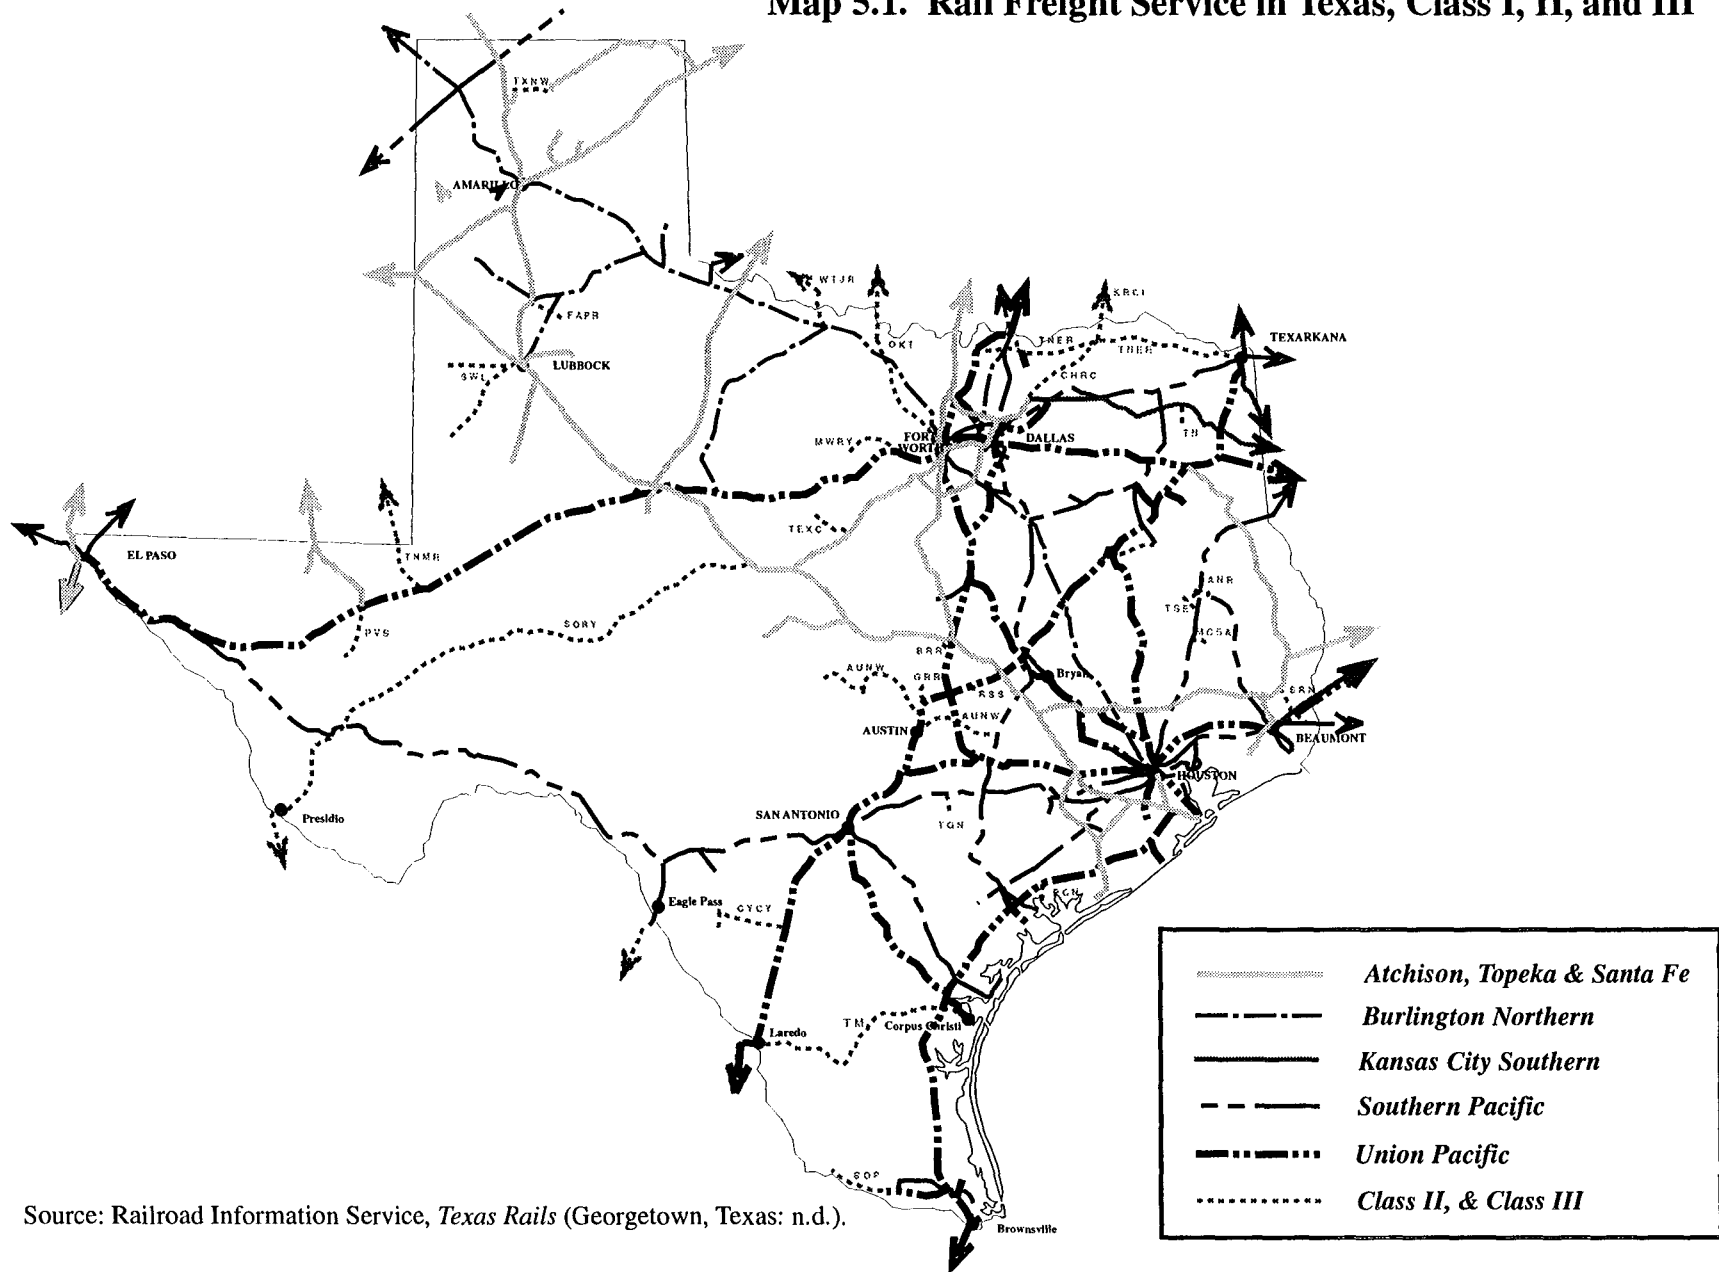 Map 5.1. Rail Freight Service in Texas, Class I, II, and III
TXNW
AMARILLO
WTJR
KRCI
FAPR
OKT
TNER
TNER
TEXARKANA
LUBBOCK
SWL
CHRC
MWRY
FORT
WORTH
DALLAS
TN
TEXC
EL PASO
TNMR
ANR
TSE
MCSA
PVS
SORY
BRR
AUNW
GRR
RSS
Bryan
SRN
AUNW
AUSTIN
BEAUMONT
HOUSTON
Presidio
SAN ANTONIO
TGN
Eagle Pass
CYCY
PCN
Atchison, Topeka & Santa Fe
Burlington Northern
Kansas City Southern
Southern Pacific
Union Pacific
Class II, & Class III
Laredo
TM
Corpus Christi
Brownsville
Source: Railroad Information Service, Texas Rails (Georgetown, Texas: n.d.).